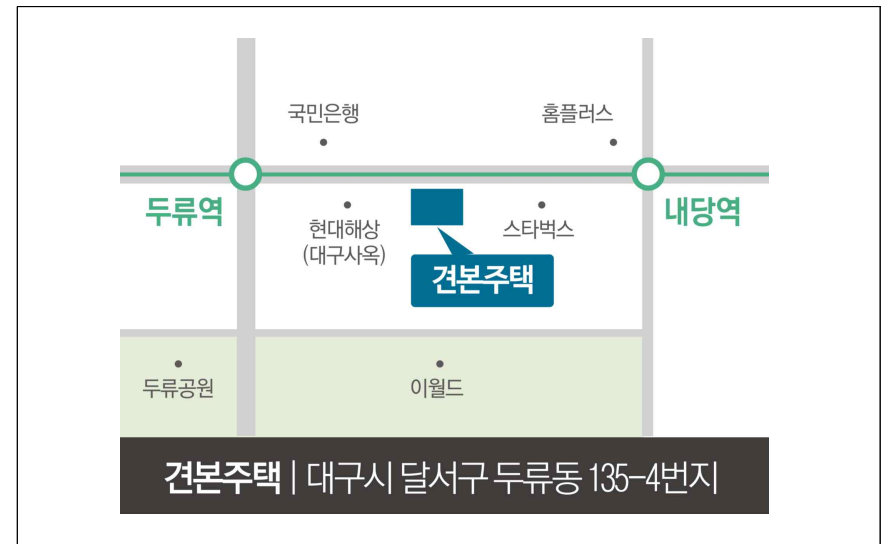 국민은행
홈플러스
두류역
현대해상
(대구사옥)
스타벅스
내당역
견본주택
두류공원
이월드
견본주택 | 대구시 달서구 두류동 135-4번지